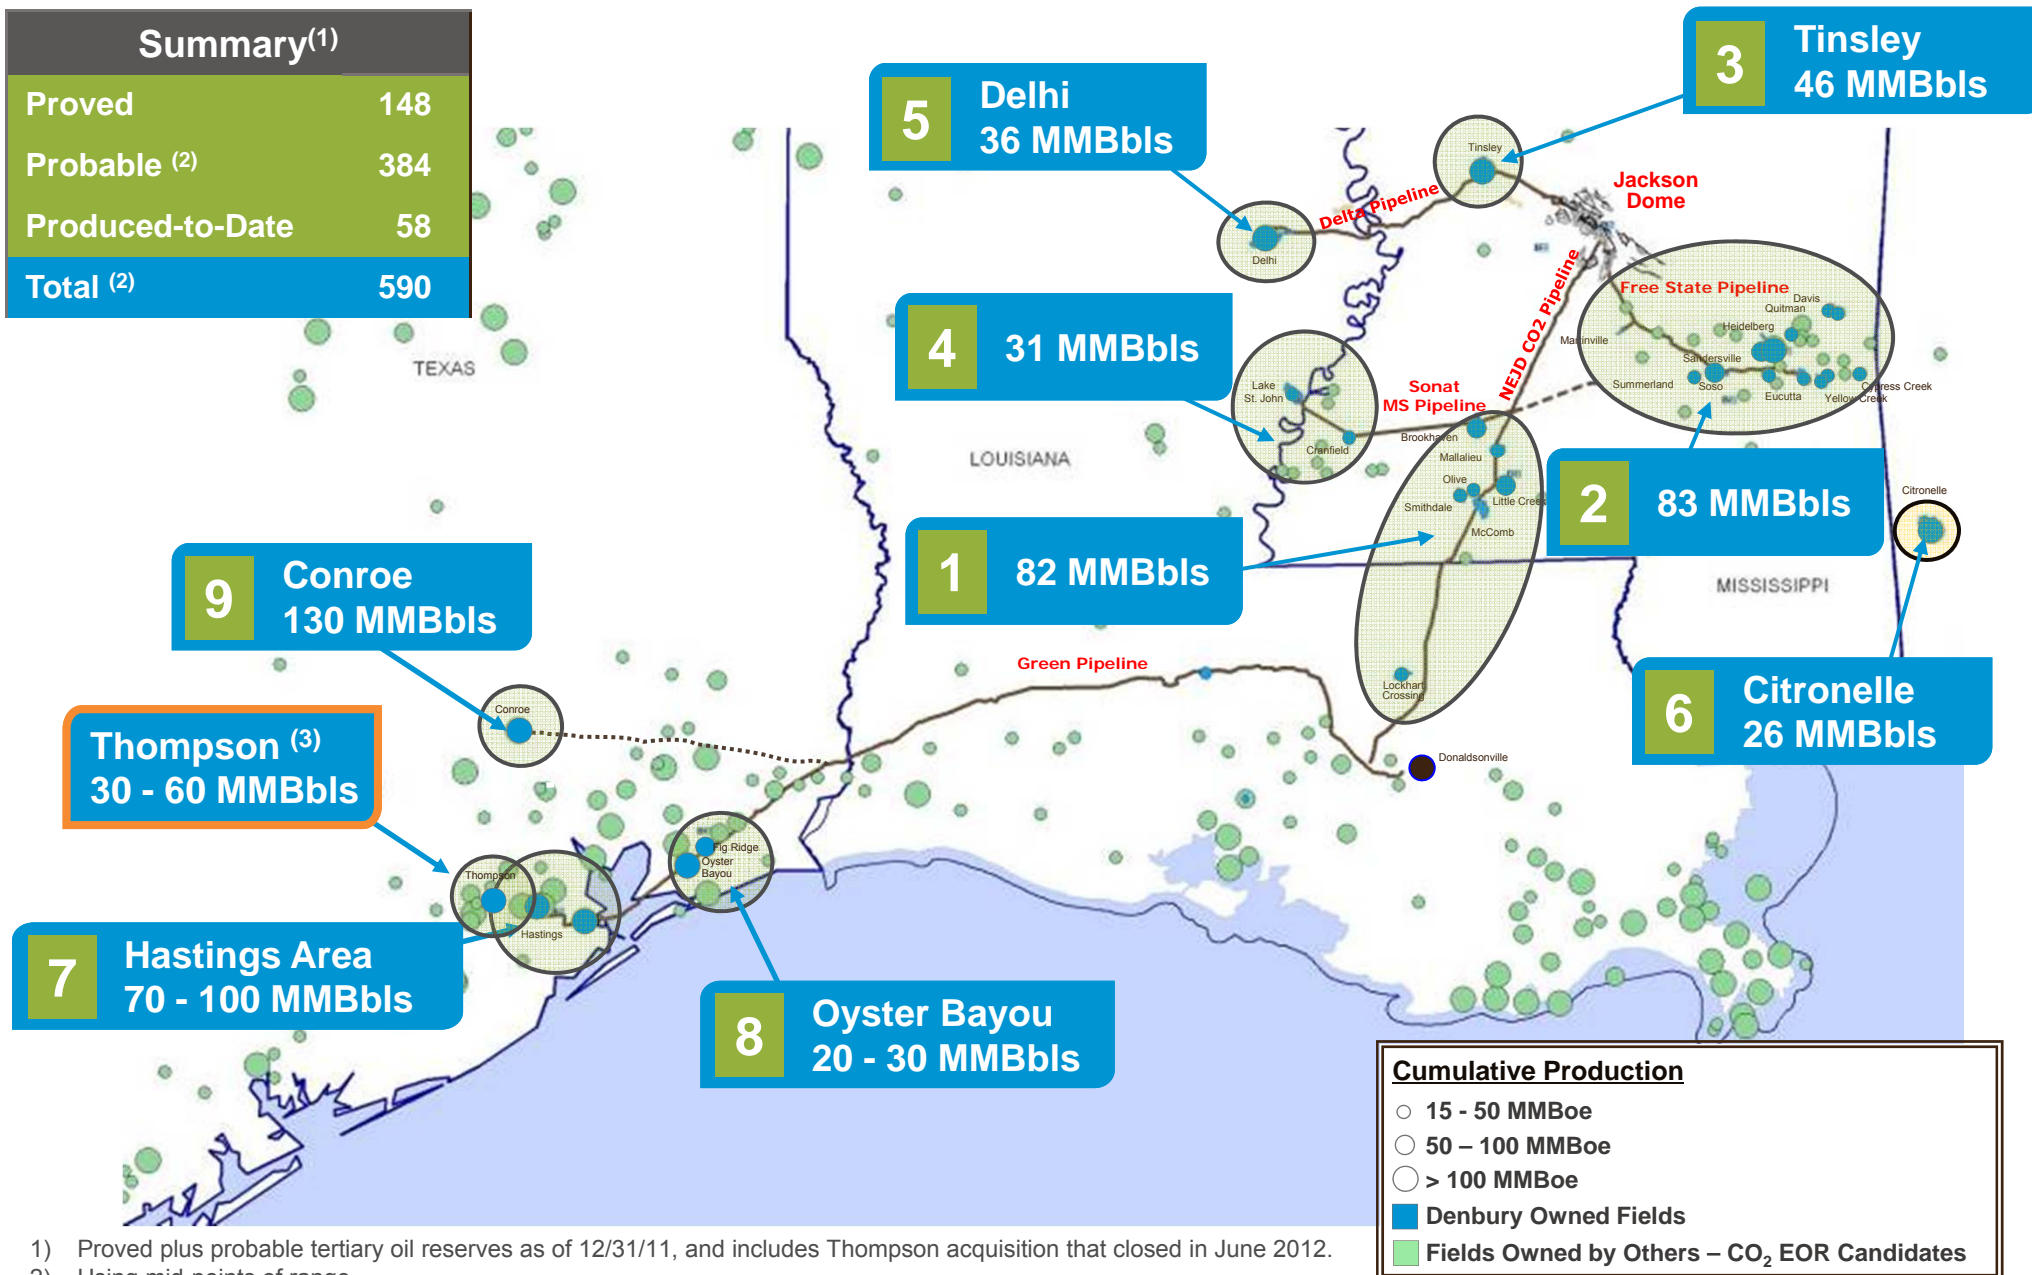 Summary(1)
Proved 148
Probable (2) 384
Produced-to-Date 58
Total (2) 590
5
Delhi
36 MMBbls
3
Tinsley
46 MMBbls
Tinsley
Jackson
Dome
Delta Pipeline
Delhi
NEJD CO2 Pipeline
Free State Pipeline
Davis
Quitman
Heidelberg
Martinville
Sandersville
Summerland
Soso
Eucutta
Cypress Creek
Yellow Creek
4
31 MMBbls
TEXAS
Lake
St. John
Sonat
MS Pipeline
Cranfield
Brookhaven
Mallalieu
Olive
Little Creek
Smithdale
McComb
LOUISIANA
2
83 MMBbls
Citronelle
1
82 MMBbls
MISSISSIPPI
9
Conroe
130 MMBbls
Green Pipeline
Lockhart
Crossing
6
Citronelle
26 MMBbls
Conroe
Thompson (3)
30 - 60 MMBbls
Donaldsonville
Fig Ridge
Oyster
Bayou
Thompson
Hastings
7
Hastings Area
70 - 100 MMBbls
8
Oyster Bayou
20 - 30 MMBbls
Cumulative Production
15 - 50 MMBoe
50 – 100 MMBoe
> 100 MMBoe
Denbury Owned Fields
Fields Owned by Others – CO2 EOR Candidates
1) Proved plus probable tertiary oil reserves as of 12/31/11, and includes Thompson acquisition that closed in June 2012.
2) Using mid-points of range